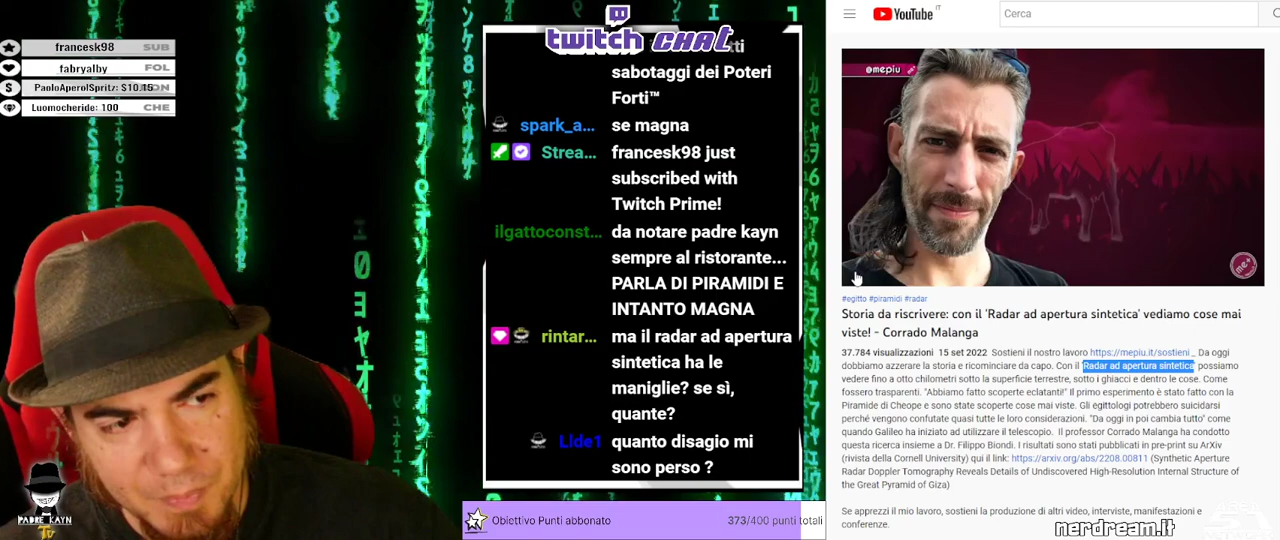 francesk98 SUB
fabryalby FOL
PaoloAperolSpritz: $10.15
Luomocheride: 100 CHE
PADRE KAYN
Tv
twitch CHAT
sabotaggi dei Poteri
Forti™
spark_a... se magna
Strea... francesk98 just
subscribed with
Twitch Prime!
ilgattoconst... da notare padre kayn
sempre al ristorante...
PARLA DI PIRAMIDI E
INTANTO MAGNA
rintar... ma il radar ad apertura
sintetica ha le
maniglie? se sì,
quante?
Llde1 quanto disagio mi
sono perso ?
Obiettivo Punti abbonato 373/400 punti totali
YouTube IT
Cerca
@mepiu
me+
#egitto #piramidi #radar
Storia da riscrivere: con il 'Radar ad apertura sintetica' vediamo cose mai
viste! - Corrado Malanga
37.784 visualizzazioni 15 set 2022 Sostieni il nostro lavoro https://mepiu.it/sostieni_. Da oggi
dobbiamo azzerare la storia e ricominciare da capo. Con il 'Radar ad apertura sintetica' possiamo
vedere fino a otto chilometri sotto la superficie terrestre, sotto i ghiacci e dentro le cose. Come
fossero trasparenti. "Abbiamo fatto scoperte eclatanti!" Il primo esperimento è stato fatto con la
Piramide di Cheope e sono state scoperte cose mai viste. Gli egittologi potrebbero suicidarsi
perché vengono confutate quasi tutte le loro considerazioni. "Da oggi in poi cambia tutto" come
quando Galileo ha iniziato ad utilizzare il telescopio. Il professor Corrado Malanga ha condotto
questa ricerca insieme a Dr. Filippo Biondi. I risultati sono stati pubblicati in pre-print su ArXiv
(rivista della Cornell University) qui il link: https://arxiv.org/abs/2208.00811 (Synthetic Aperture
Radar Doppler Tomography Reveals Details of Undiscovered High-Resolution Internal Structure of
the Great Pyramid of Giza)
Se apprezzi il mio lavoro, sostieni la produzione di altri video, interviste, manifestazioni e
conferenze.
nerdream.it